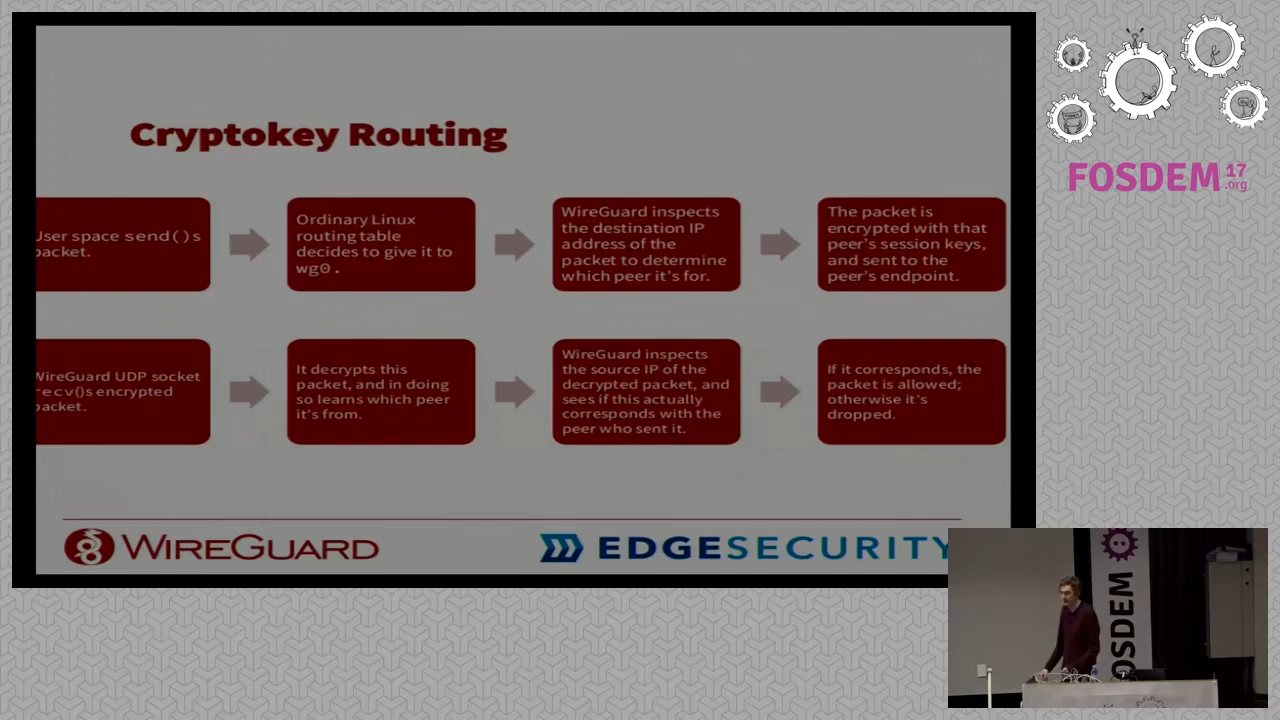 Cryptokey Routing
User space send()s
packet.
Ordinary Linux
routing table
decides to give it to
wg0.
WireGuard inspects
the destination IP
address of the
packet to determine
which peer it's for.
The packet is
encrypted with that
peer's session keys,
and sent to the
peer's endpoint.
WireGuard UDP socket
recv()s encrypted
packet.
It decrypts this
packet, and in doing
so learns which peer
it's from.
WireGuard inspects
the source IP of the
decrypted packet, and
sees if this actually
corresponds with the
peer who sent it.
If it corresponds, the
packet is allowed;
otherwise it's
dropped.
WIREGUARD
EDGESECURITY
FOSDEM 17
.org
FOSDEM